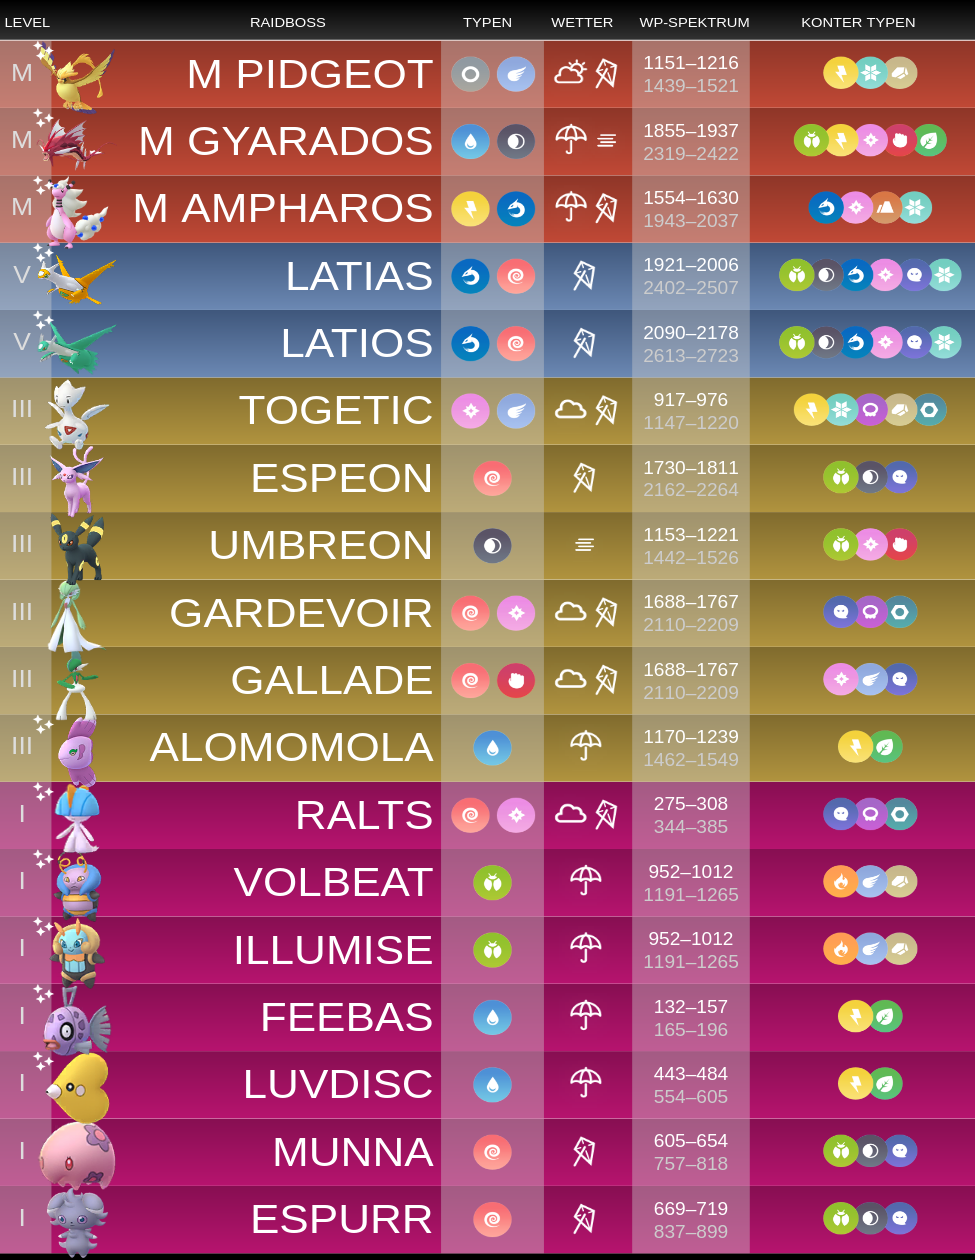 LEVEL RAIDBOSS TYPEN WETTER WP-SPEKTRUM KONTER TYPEN
M M PIDGEOT 1151–1216
1439–1521
M M GYARADOS 1855–1937
2319–2422
M M AMPHAROS 1554–1630
1943–2037
V LATIAS 1921–2006
2402–2507
V LATIOS 2090–2178
2613–2723
III TOGETIC 917–976
1147–1220
III ESPEON 1730–1811
2162–2264
III UMBREON 1153–1221
1442–1526
III GARDEVOIR 1688–1767
2110–2209
III GALLADE 1688–1767
2110–2209
III ALOMOMOLA 1170–1239
1462–1549
I RALTS 275–308
344–385
I VOLBEAT 952–1012
1191–1265
I ILLUMISE 952–1012
1191–1265
I FEEBAS 132–157
165–196
I LUVDISC 443–484
554–605
I MUNNA 605–654
757–818
I ESPURR 669–719
837–899